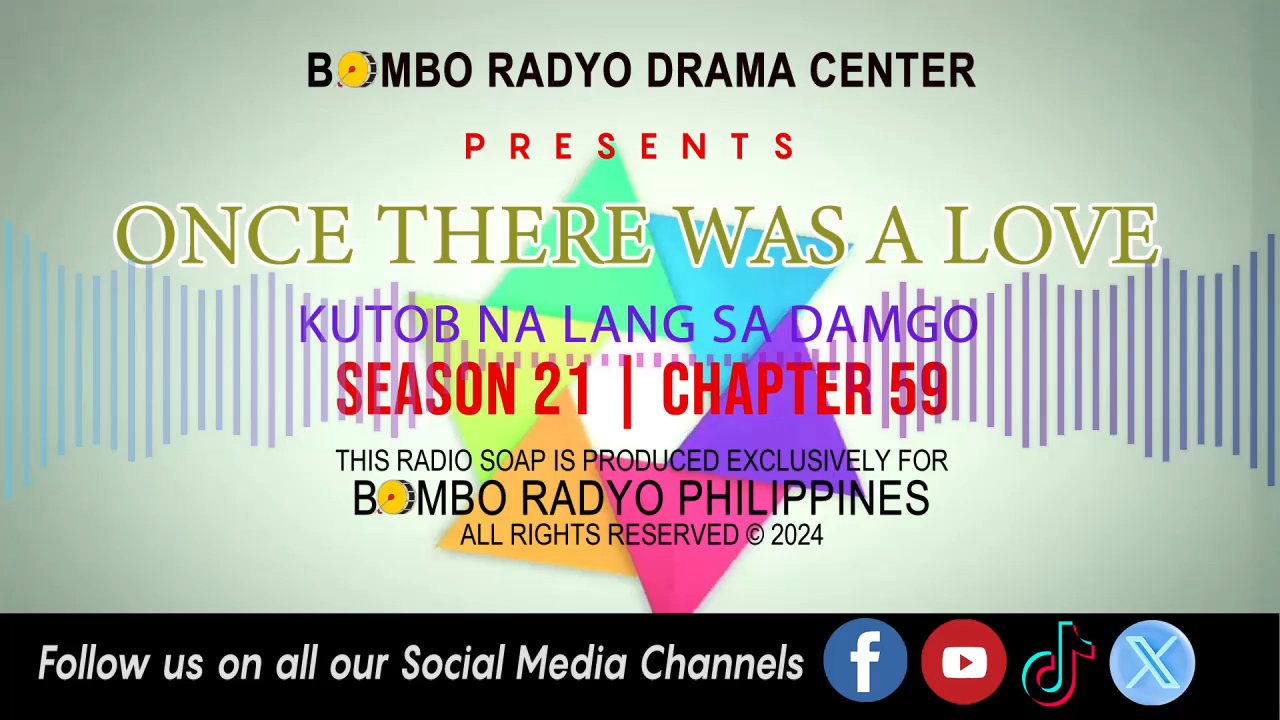 BOMBO RADYO DRAMA CENTER
PRESENTS
ONCE THERE WAS A LOVE
KUTOB NA LANG SA DAMGO
SEASON 21 | CHAPTER 59
THIS RADIO SOAP IS PRODUCED EXCLUSIVELY FOR
BOMBO RADYO PHILIPPINES
ALL RIGHTS RESERVED © 2024
Follow us on all our Social Media Channels